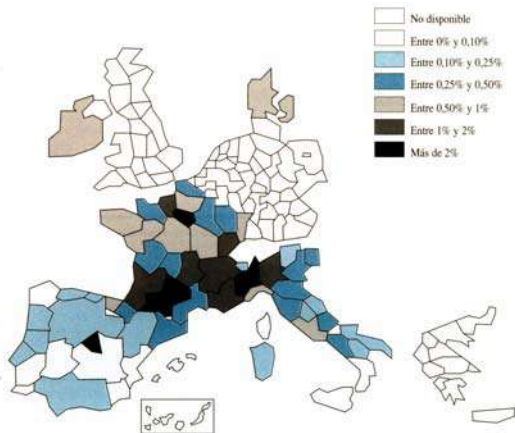 No disponible
Entre 0% y 0,10%
Entre 0,10% y 0,25%
Entre 0,25% y 0,50%
Entre 0,50% y 1%
Entre 1% y 2%
Más de 2%